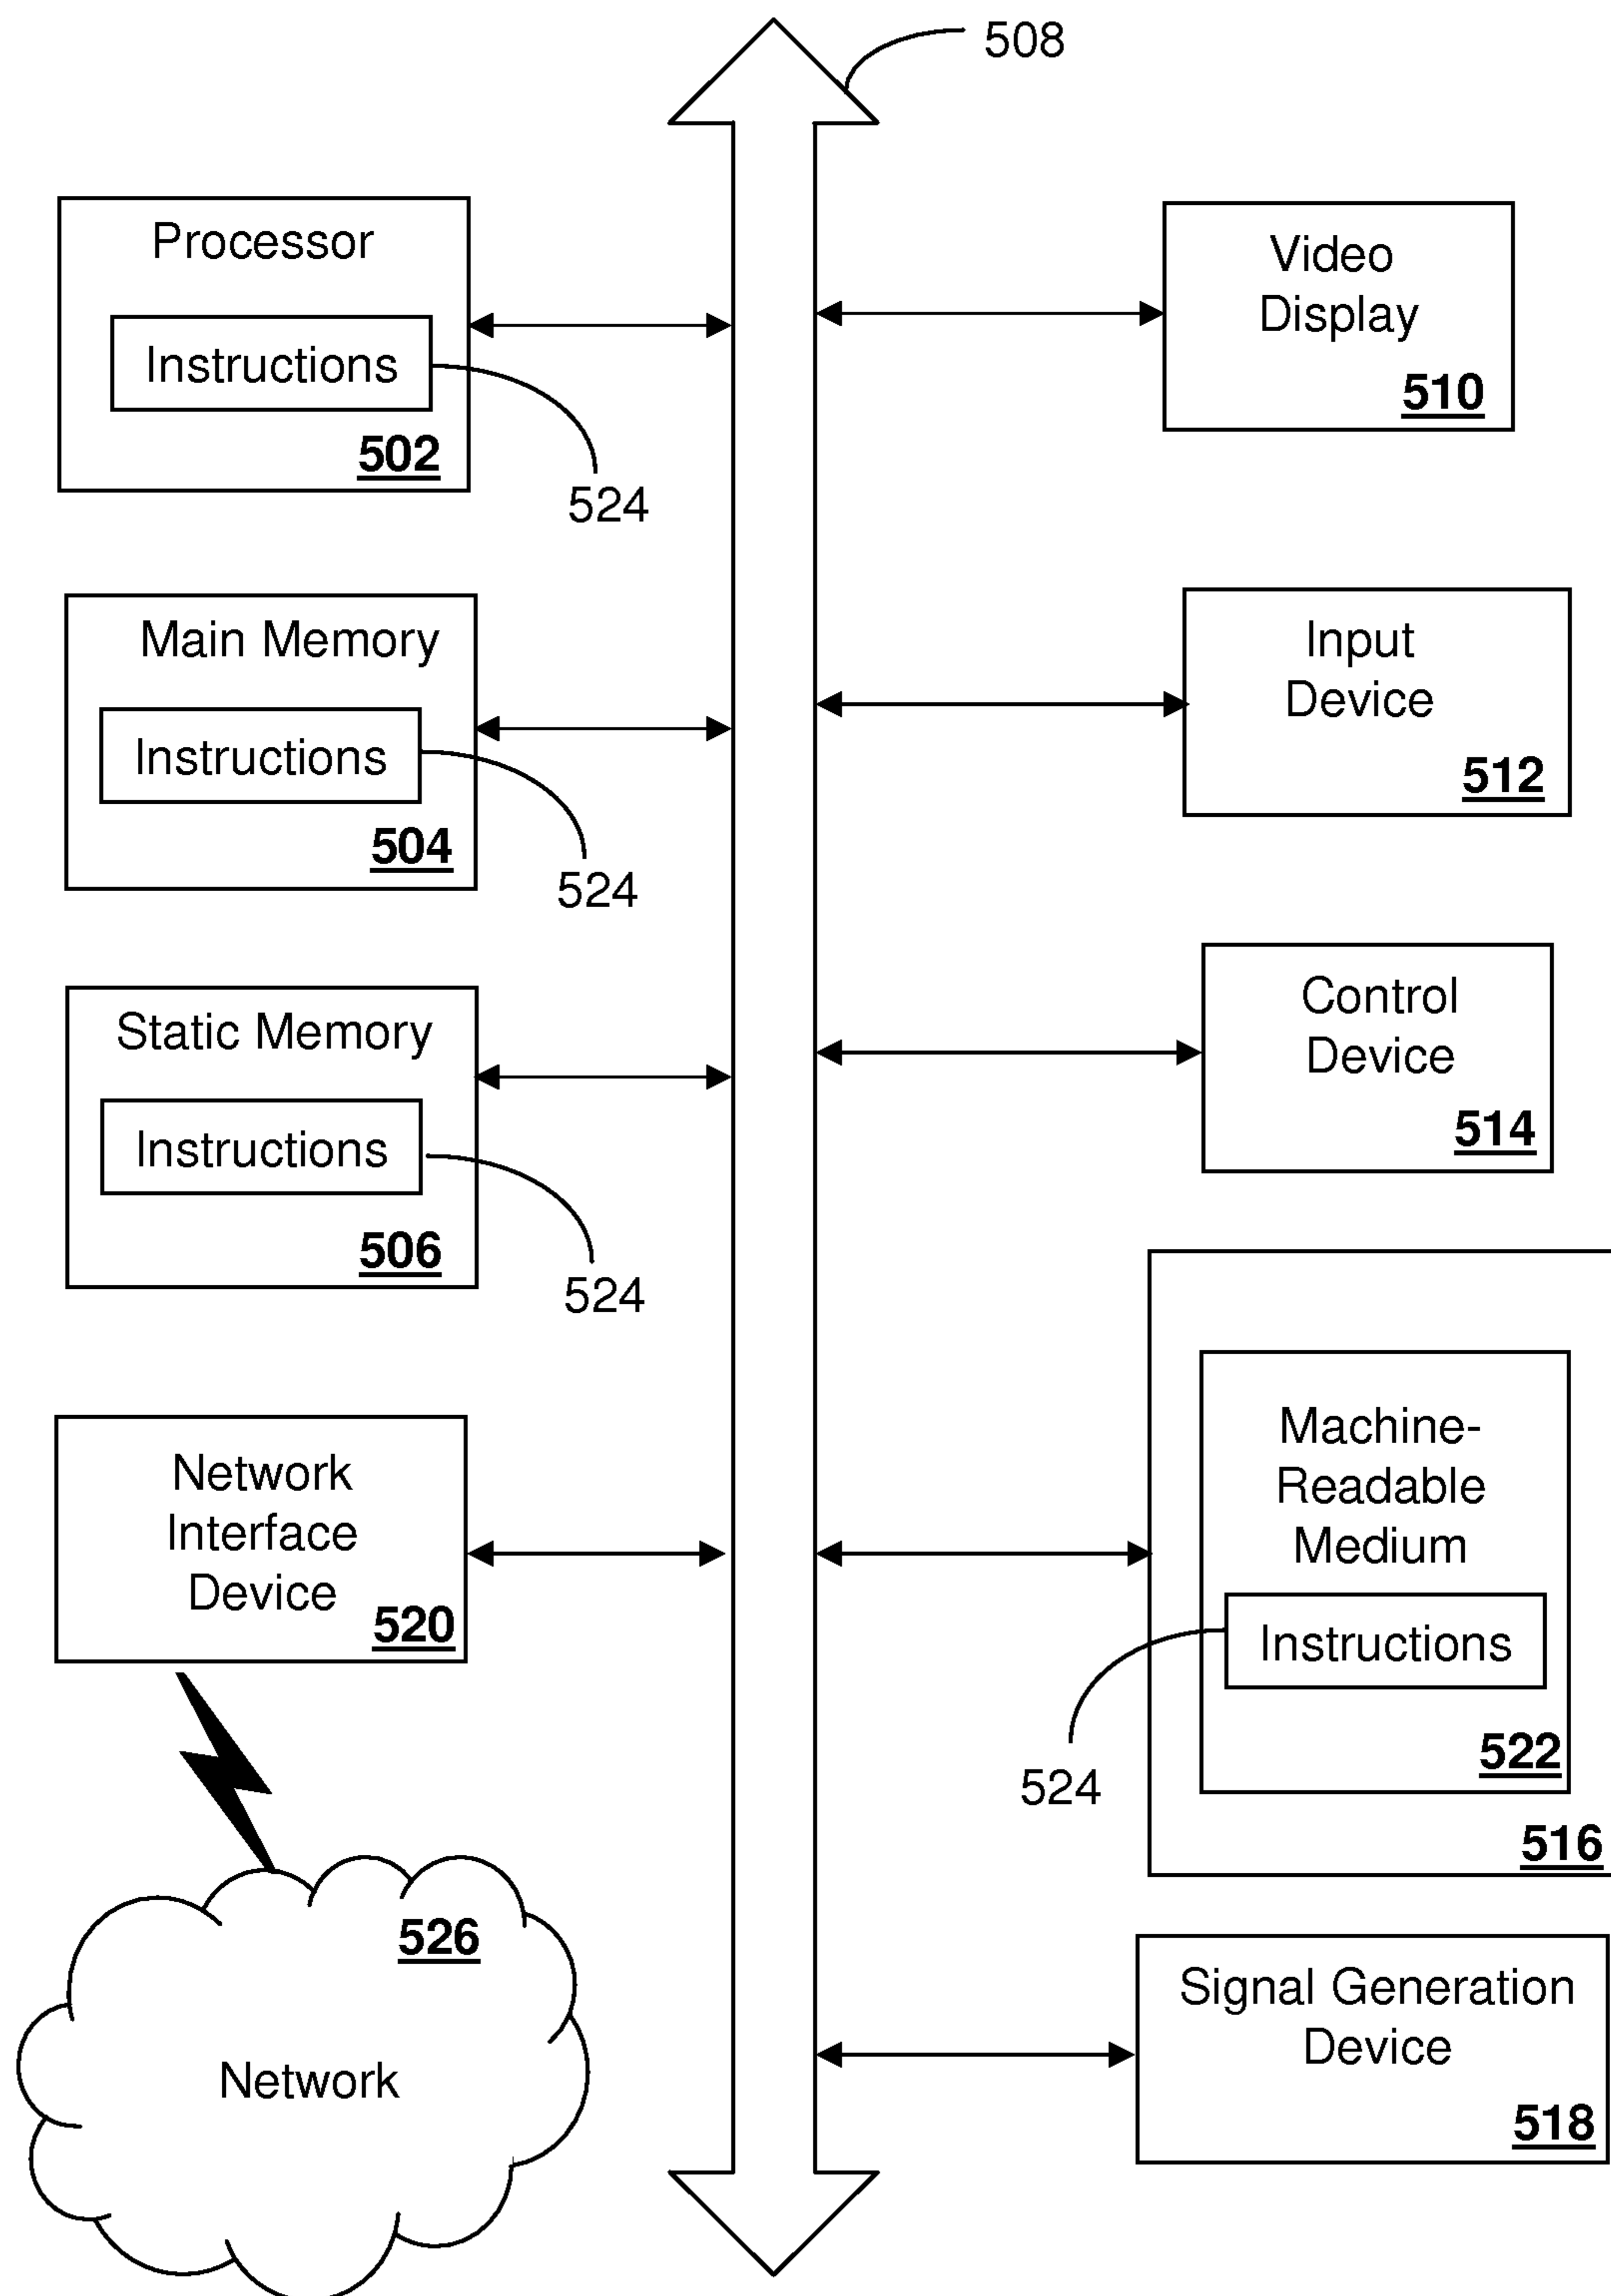 508
Processor
Instructions
502
524
Main Memory
Instructions
504
524
Static Memory
Instructions
506
524
Network
Interface
Device
520
526
Network
Video
Display
510
Input
Device
512
Control
Device
514
Machine-
Readable
Medium
Instructions
522
524
516
Signal Generation
Device
518